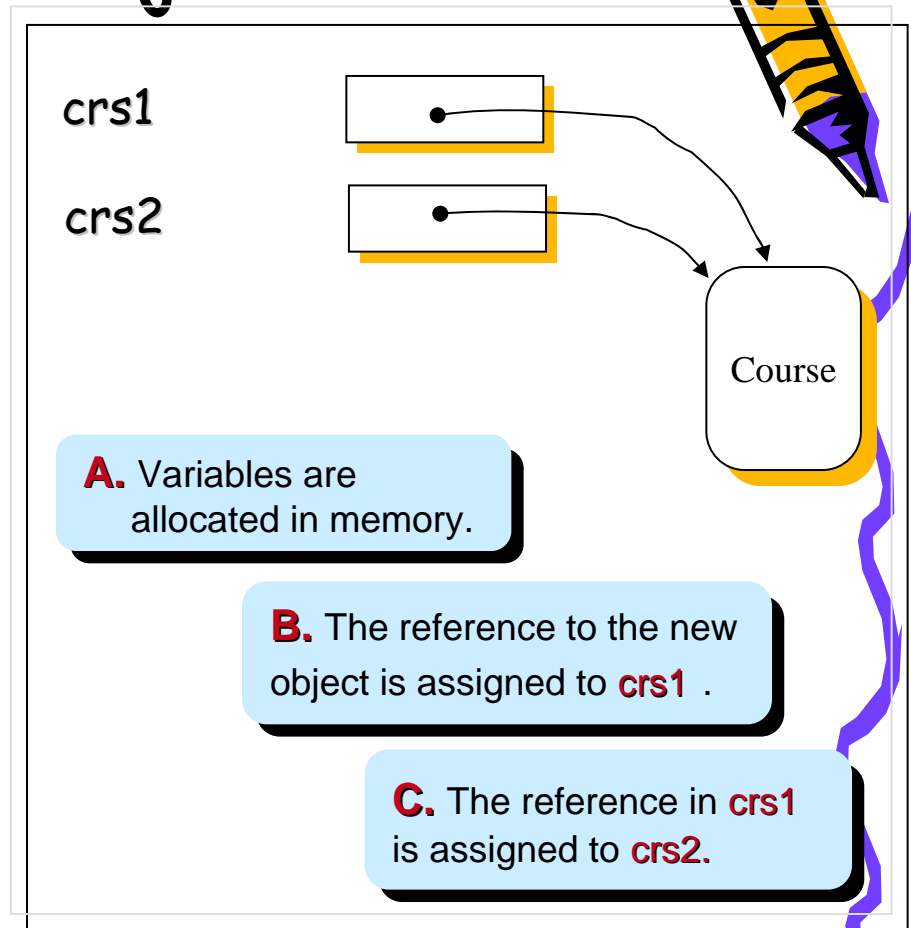 crs1
crs2
Course
A. Variables are
allocated in memory.
B. The reference to the new
object is assigned to crs1 .
C. The reference in crs1
is assigned to crs2.